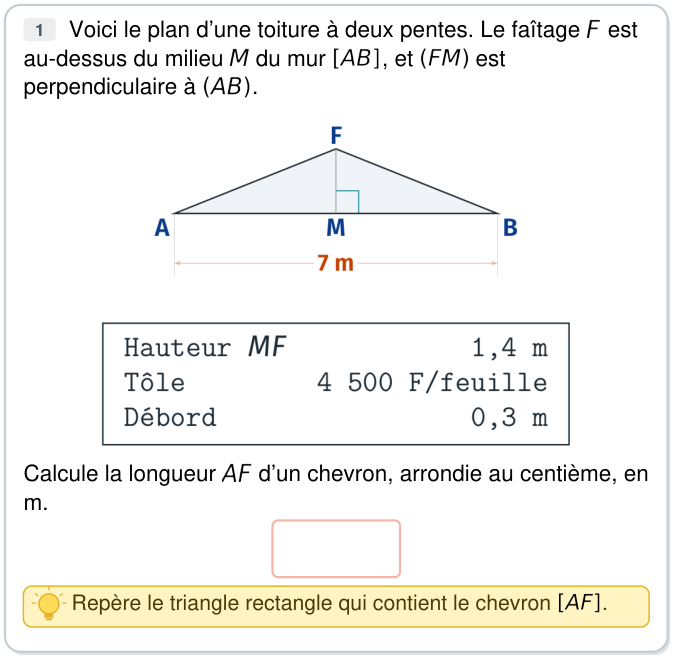 1 Voici le plan d’une toiture à deux pentes. Le faîtage F est
au-dessus du milieu M du mur [AB], et (FM) est
perpendiculaire à (AB).
F
A M B
7 m
Hauteur MF 1,4 m
Tôle 4 500 F/feuille
Débord 0,3 m
Calcule la longueur AF d’un chevron, arrondie au centième, en
m.
Repère le triangle rectangle qui contient le chevron [AF].